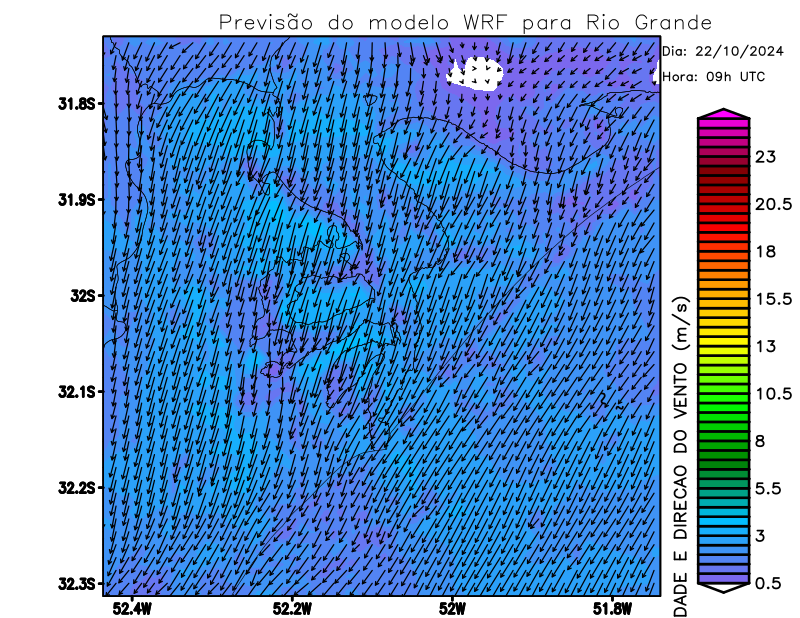 Previsão do modelo WRF para Rio Grande
Dia: 22/10/2024
Hora: 09h UTC
31.8S
31.9S
32S
32.1S
32.2S
32.3S
52.4W
52.2W
52W
51.8W
23
20.5
18
15.5
13
10.5
8
5.5
3
0.5
DADE E DIRECAO DO VENTO (m/s)